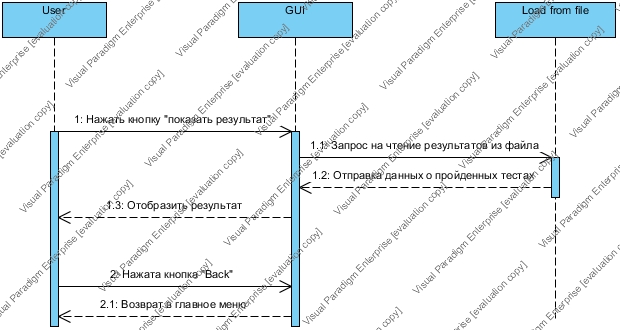 User
GUI
Load from file
1: Нажать кнопку "показать результат"
1.1: Запрос на чтение результатов из файла
1.2: Отправка данных о пройденных тестах
1.3: Отобразить результат
2: Нажата кнопка "Back"
2.1: Возврат в главное меню
Visual Paradigm Enterprise [evaluation copy]